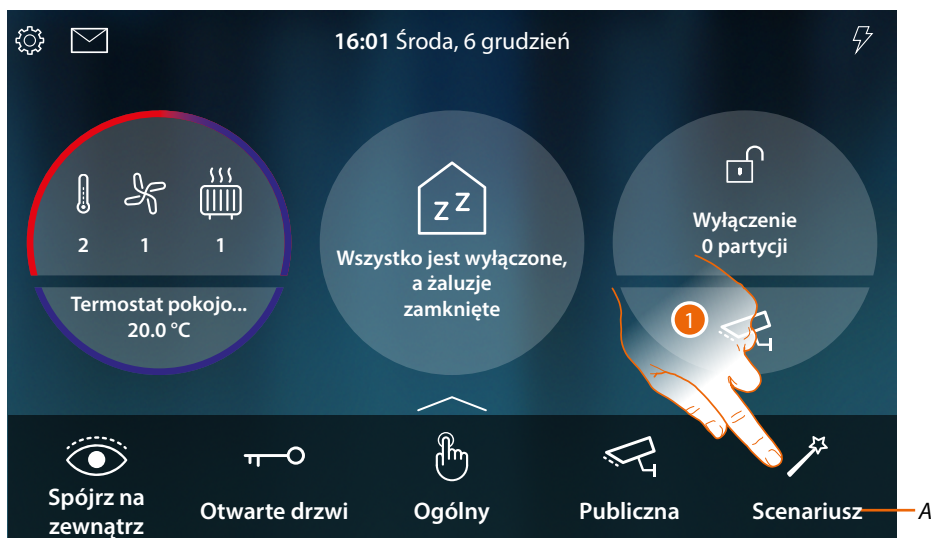 16:01 Środa, 6 grudzień
2 1 1
Termostat pokojo...
20.0 °C
z Z
Wszystko jest wyłączone,
a żaluzje
zamknięte
Wyłączenie
0 partycji
1
Spójrz na
zewnątrz
Otwarte drzwi
Ogólny
Publiczna
Scenariusz
A